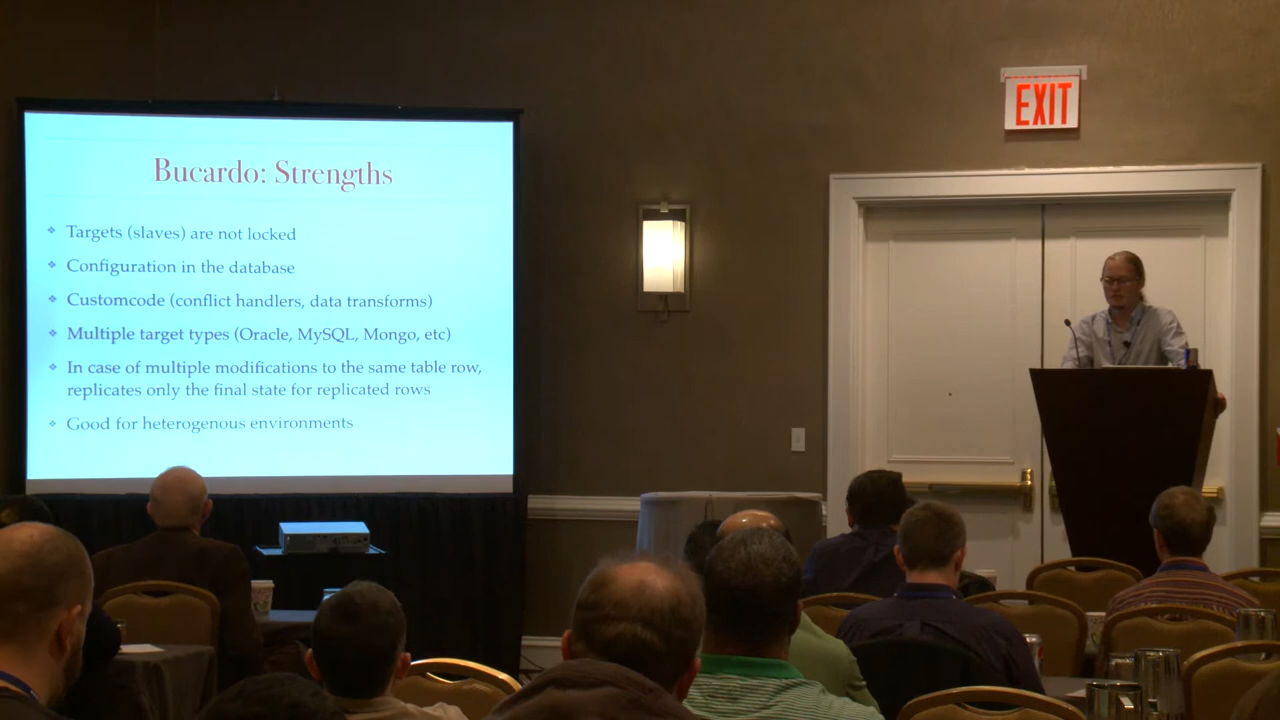 EXIT
Bucardo: Strengths
Targets (slaves) are not locked
Configuration in the database
Customcode (conflict handlers, data transforms)
Multiple target types (Oracle, MySQL, Mongo, etc)
In case of multiple modifications to the same table row,
replicates only the final state for replicated rows
Good for heterogenous environments